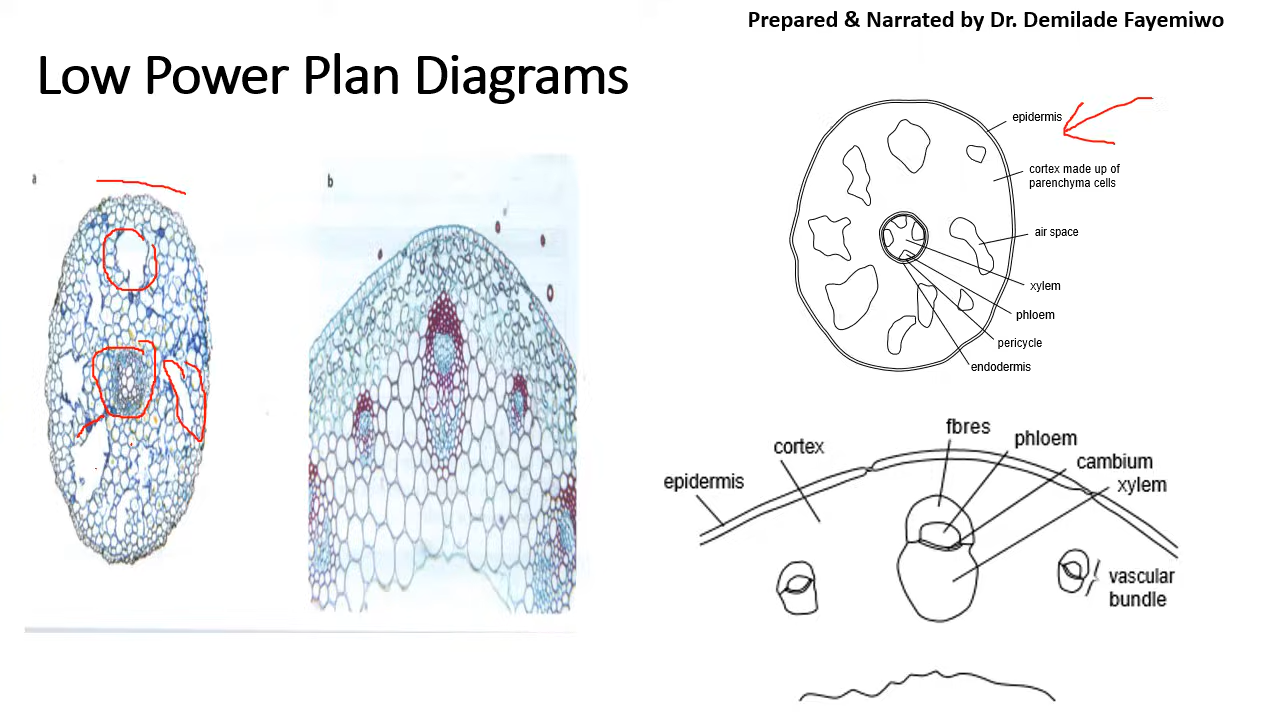 Prepared & Narrated by Dr. Demilade Fayemiwo
Low Power Plan Diagrams
a
b
epidermis
cortex made up of
parenchyma cells
air space
xylem
phloem
pericycle
endodermis
fbres
phloem
cortex
cambium
epidermis
xylem
vascular
bundle